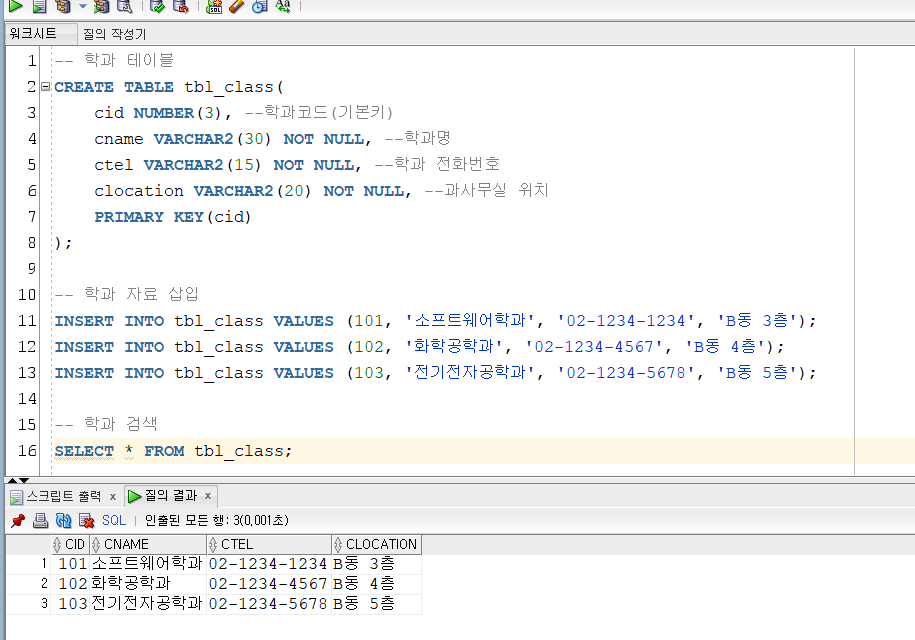 워크시트 질의 작성기
1 -- 학과 테이블
2 CREATE TABLE tbl_class(
3 cid NUMBER(3), --학과코드(기본키)
4 cname VARCHAR2(30) NOT NULL, --학과명
5 ctel VARCHAR2(15) NOT NULL, --학과 전화번호
6 clocation VARCHAR2(20) NOT NULL, --과사무실 위치
7 PRIMARY KEY(cid)
8 );
9
10 -- 학과 자료 삽입
11 INSERT INTO tbl_class VALUES (101, '소프트웨어학과', '02-1234-1234', 'B동 3층');
12 INSERT INTO tbl_class VALUES (102, '화학공학과', '02-1234-4567', 'B동 4층');
13 INSERT INTO tbl_class VALUES (103, '전기전자공학과', '02-1234-5678', 'B동 5층');
14
15 -- 학과 검색
16 SELECT * FROM tbl_class;
스크립트 출력 x 질의 결과 x
SQL | 인출된 모든 행: 3(0,001초)
CID CNAME CTEL CLOCATION
1 101 소프트웨어학과 02-1234-1234 B동 3층
2 102 화학공학과 02-1234-4567 B동 4층
3 103 전기전자공학과 02-1234-5678 B동 5층